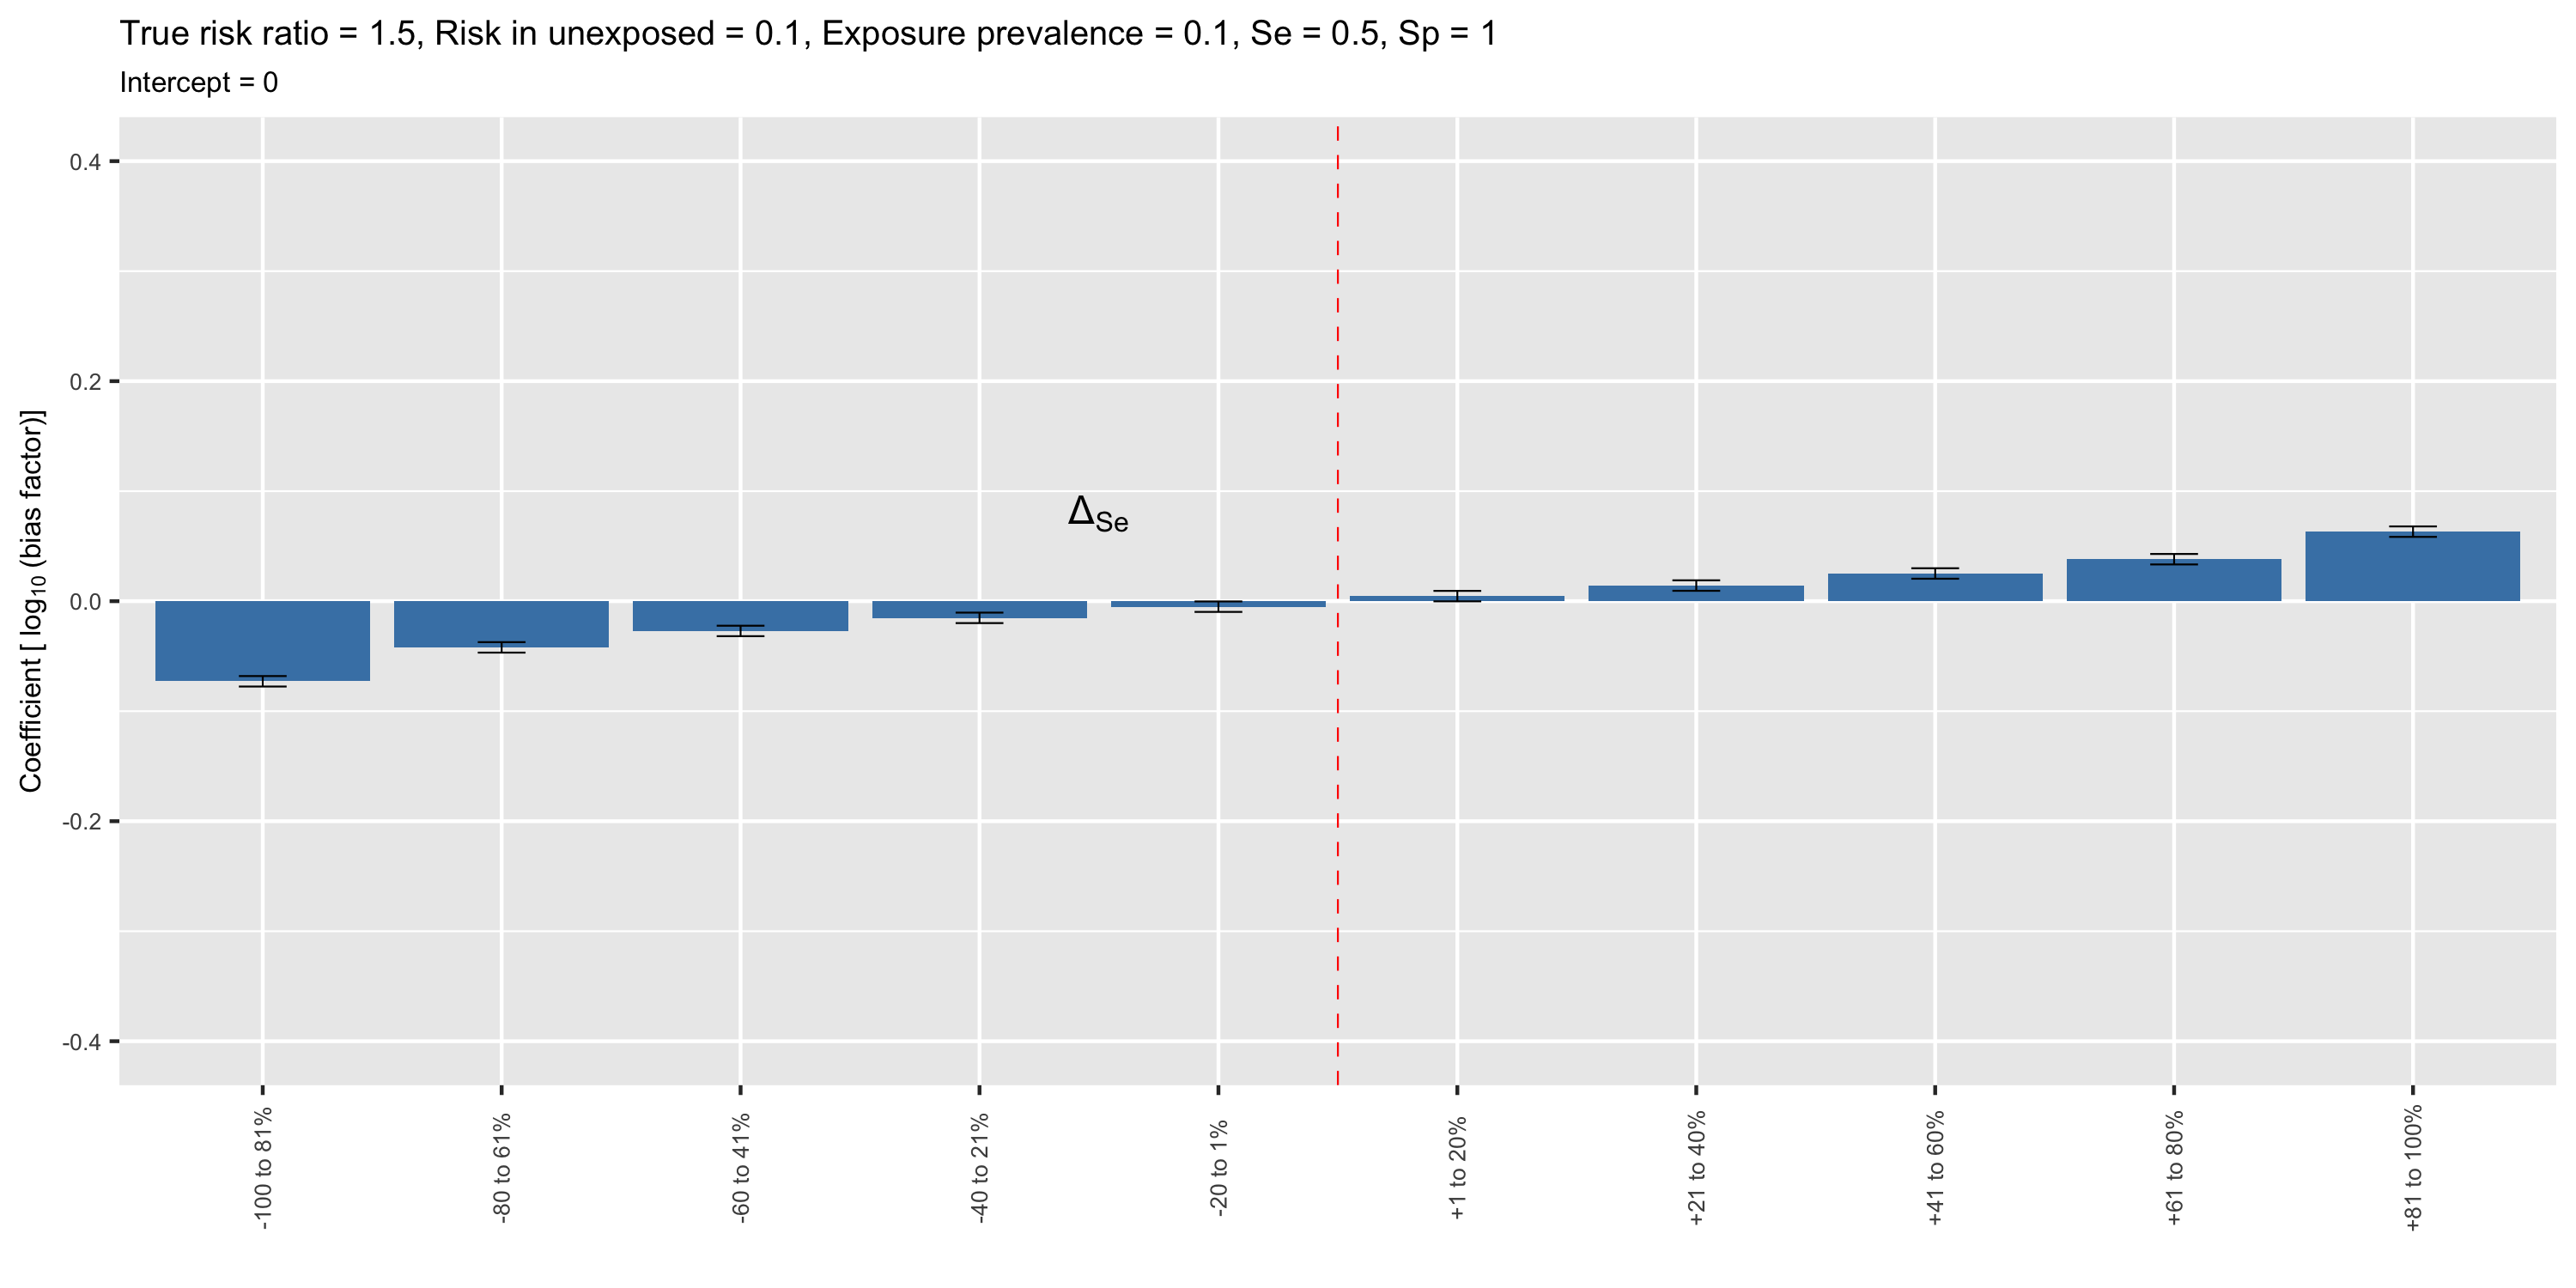 True risk ratio = 1.5, Risk in unexposed = 0.1, Exposure prevalence = 0.1, Se = 0.5, Sp = 1
Intercept = 0
Coefficient [ log10 (bias factor)]
0.4
0.2
0.0
-0.2
-0.4
ΔSe
-100 to 81%
-80 to 61%
-60 to 41%
-40 to 21%
-20 to 1%
+1 to 20%
+21 to 40%
+41 to 60%
+61 to 80%
+81 to 100%